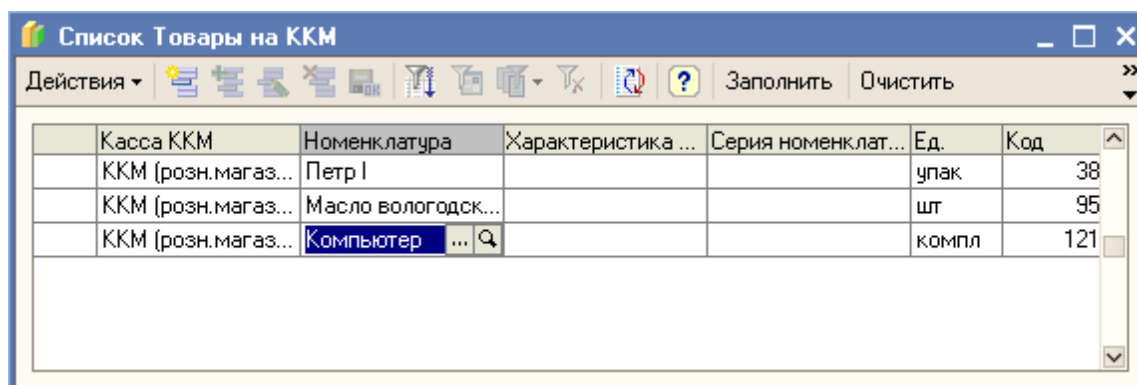 Список Товары на ККМ
Действия Заполнить Очистить
Касса ККМ Номенклатура Характеристика ... Серия номенклат... Ед. Код
ККМ (розн.магаз... Петр I упак 38
ККМ (розн.магаз... Масло вологодск... шт 95
ККМ (розн.магаз... Компьютер ... компл 121